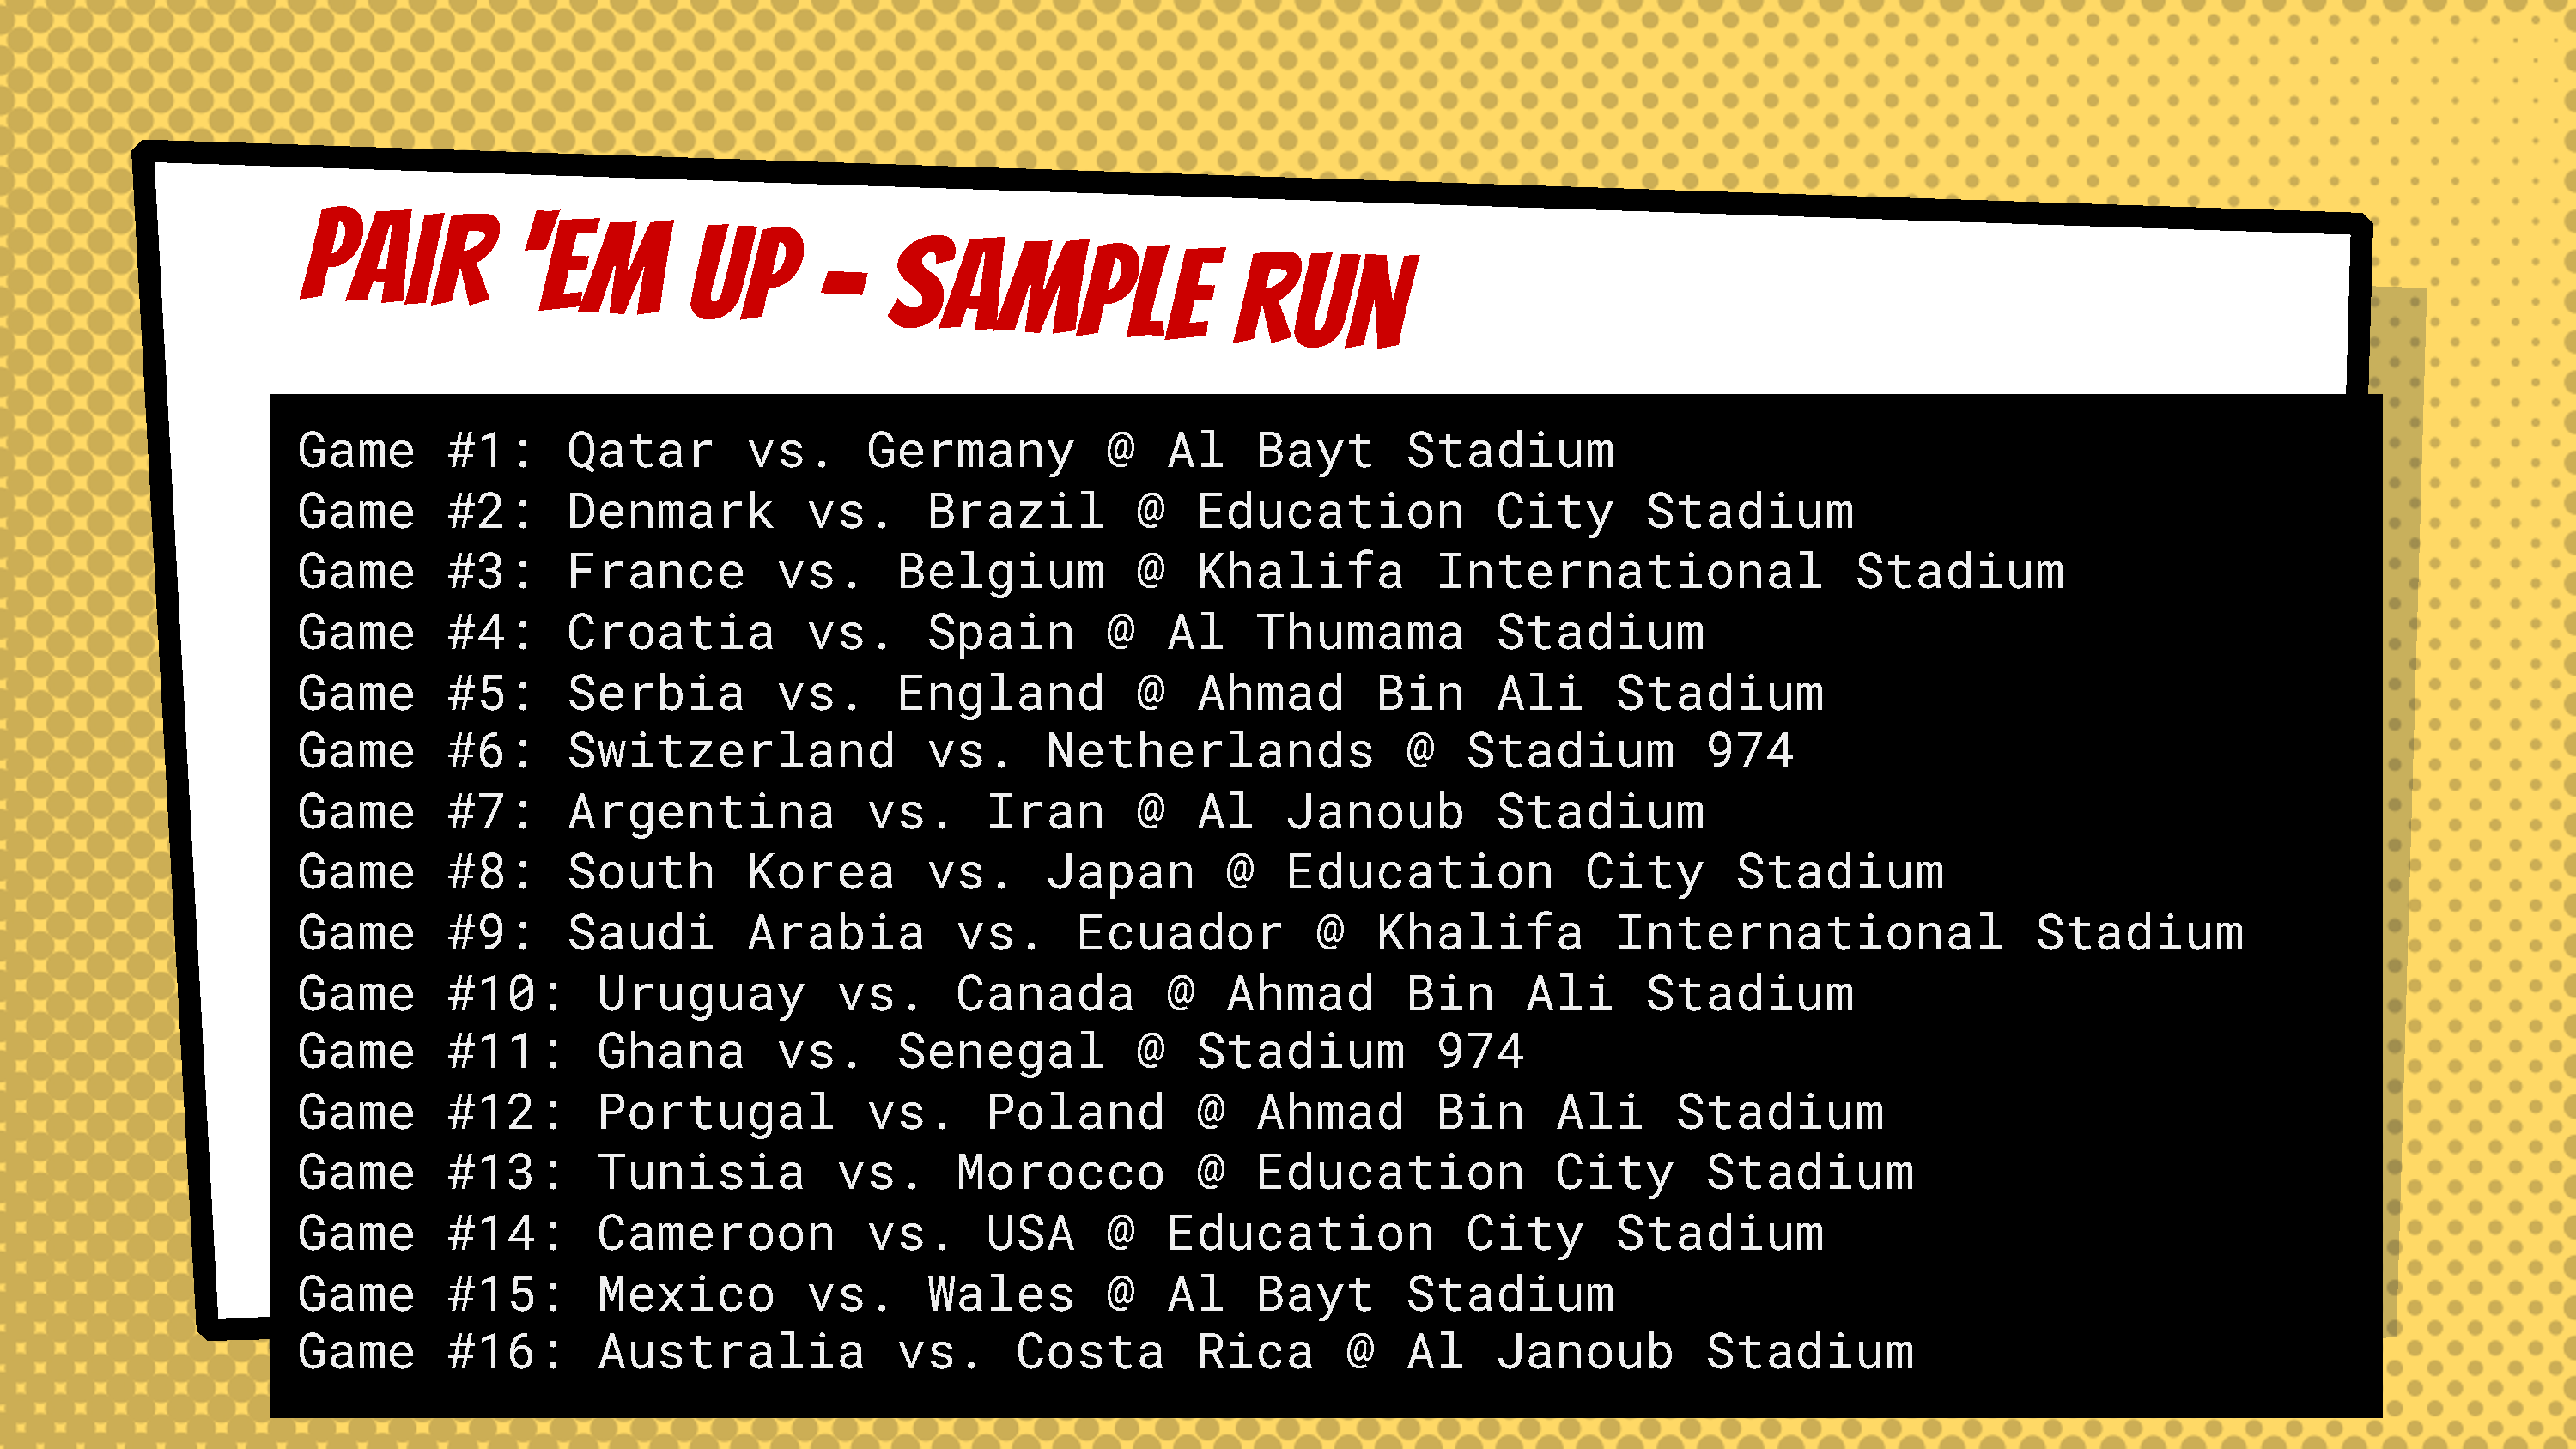 PAIR 'EM UP - SAMPLE RUN
Game #1: Qatar vs. Germany @ Al Bayt Stadium
Game #2: Denmark vs. Brazil @ Education City Stadium
Game #3: France vs. Belgium @ Khalifa International Stadium
Game #4: Croatia vs. Spain @ Al Thumama Stadium
Game #5: Serbia vs. England @ Ahmad Bin Ali Stadium
Game #6: Switzerland vs. Netherlands @ Stadium 974
Game #7: Argentina vs. Iran @ Al Janoub Stadium
Game #8: South Korea vs. Japan @ Education City Stadium
Game #9: Saudi Arabia vs. Ecuador @ Khalifa International Stadium
Game #10: Uruguay vs. Canada @ Ahmad Bin Ali Stadium
Game #11: Ghana vs. Senegal @ Stadium 974
Game #12: Portugal vs. Poland @ Ahmad Bin Ali Stadium
Game #13: Tunisia vs. Morocco @ Education City Stadium
Game #14: Cameroon vs. USA @ Education City Stadium
Game #15: Mexico vs. Wales @ Al Bayt Stadium
Game #16: Australia vs. Costa Rica @ Al Janoub Stadium